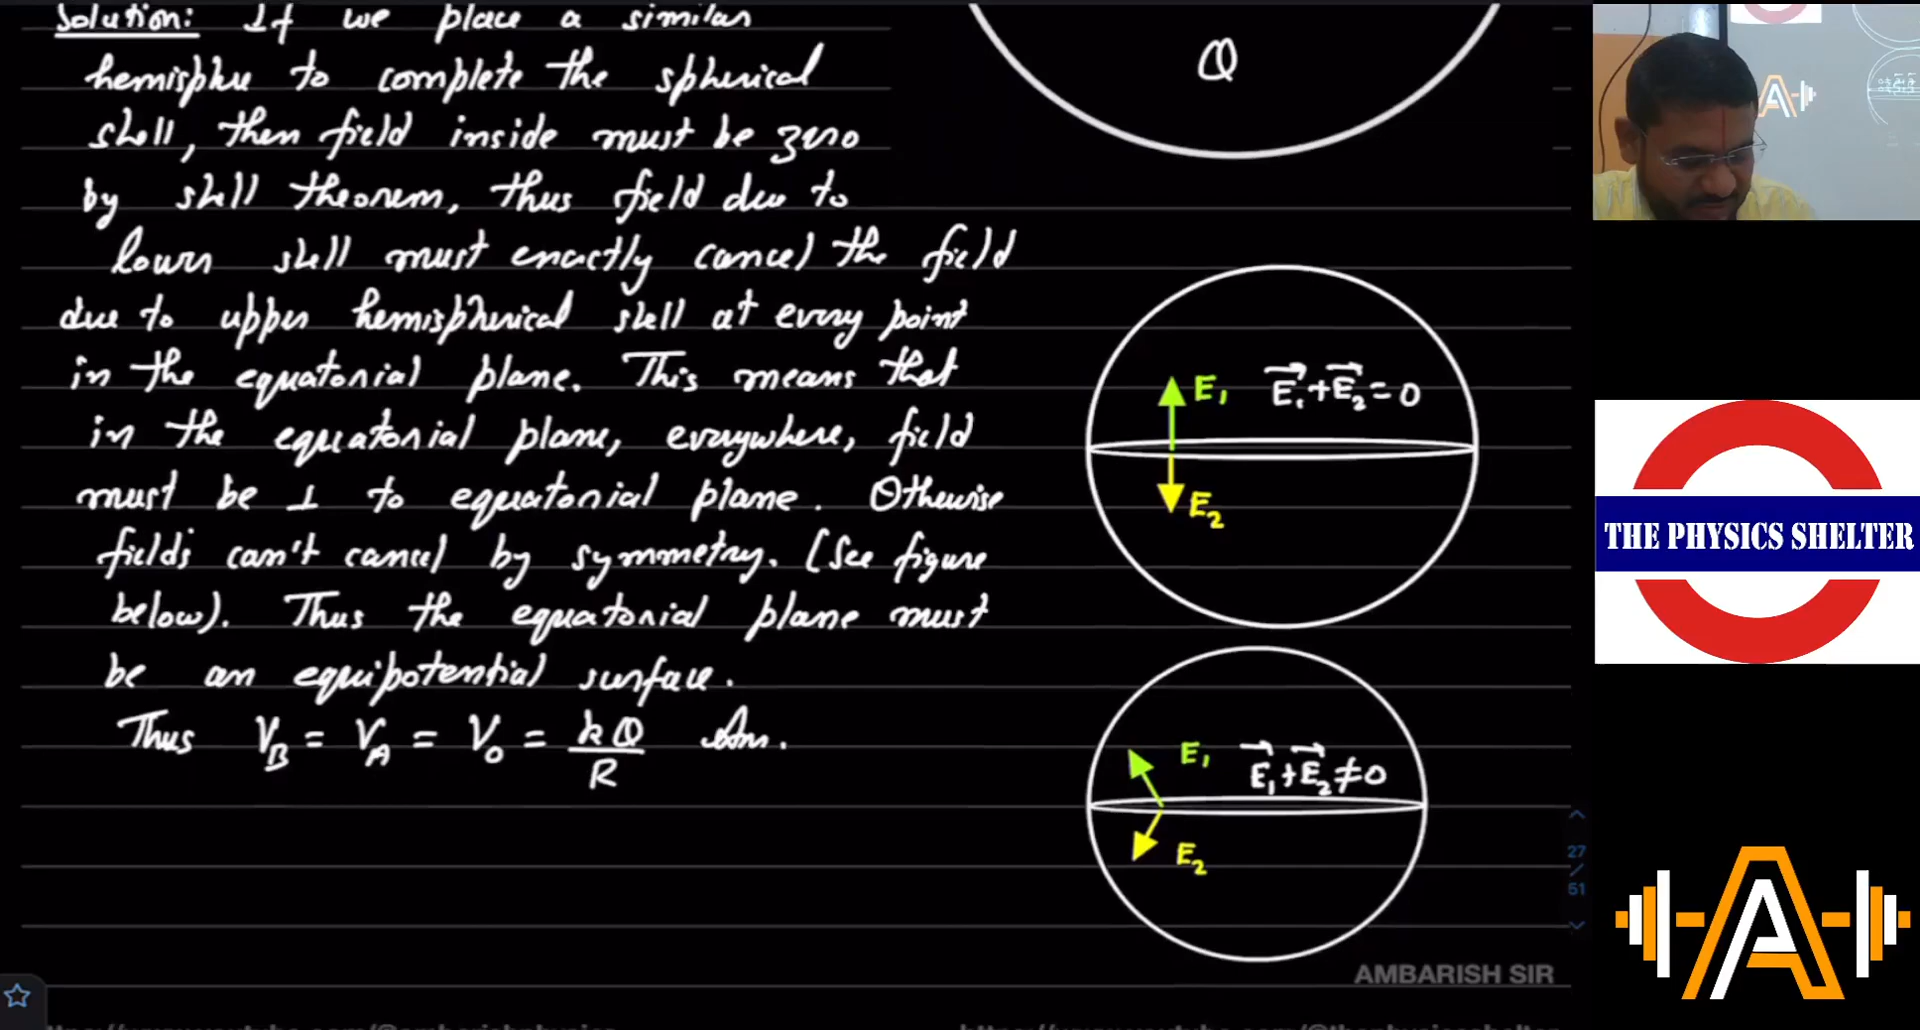 Solution: If we place a similar
hemisphere to complete the spherical
shell, then field inside must be zero
by shell theorem, thus field due to
lower shell must exactly cancel the field
due to upper hemispherical shell at every point
in the equatorial plane. This means that
in the equatorial plane, everywhere, field
must be ⊥ to equatorial plane. Othewise
fields can't cancel by symmetry. (See figure
below). Thus the equatorial plane must
be an equipotential surface.
Thus V_B = V_A = V_0 = kQ/R Ans.
Q
E₁ E⃗₁+E⃗₂=0
E₂
E₁ E⃗₁+E⃗₂≠0
E₂
THE PHYSICS SHELTER
A
27
/
51
AMBARISH SIR